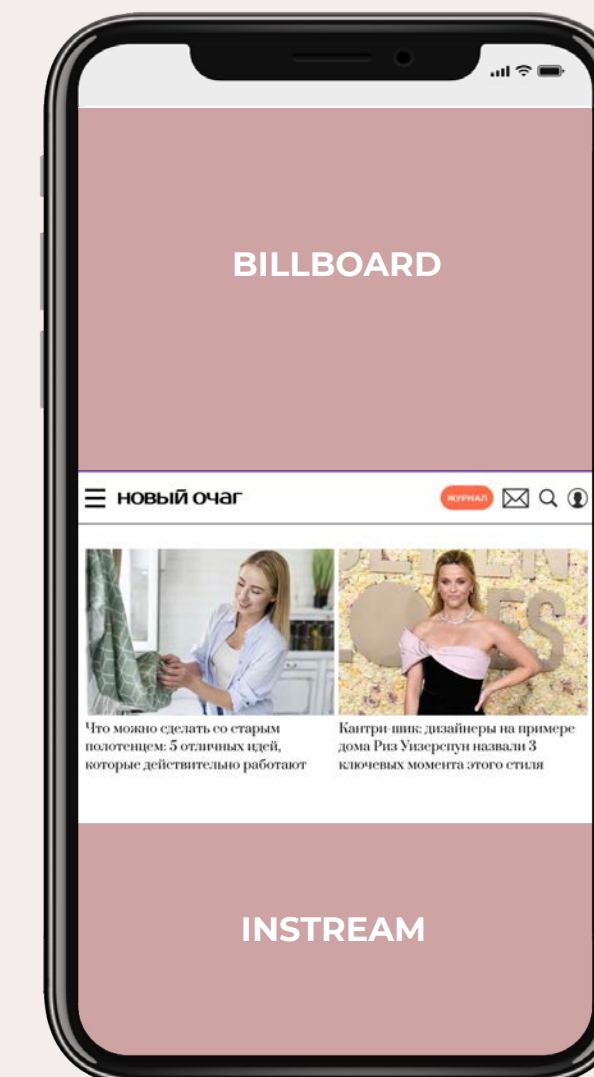 BILLBOARD
новый очаг
ЖУРНАЛ
Что можно сделать со старым
полотенцем: 5 отличных идей,
которые действительно работают
Кантри-шик: дизайнеры на примере
дома Риз Уизерспун назвали 3
ключевых момента этого стиля
INSTREAM